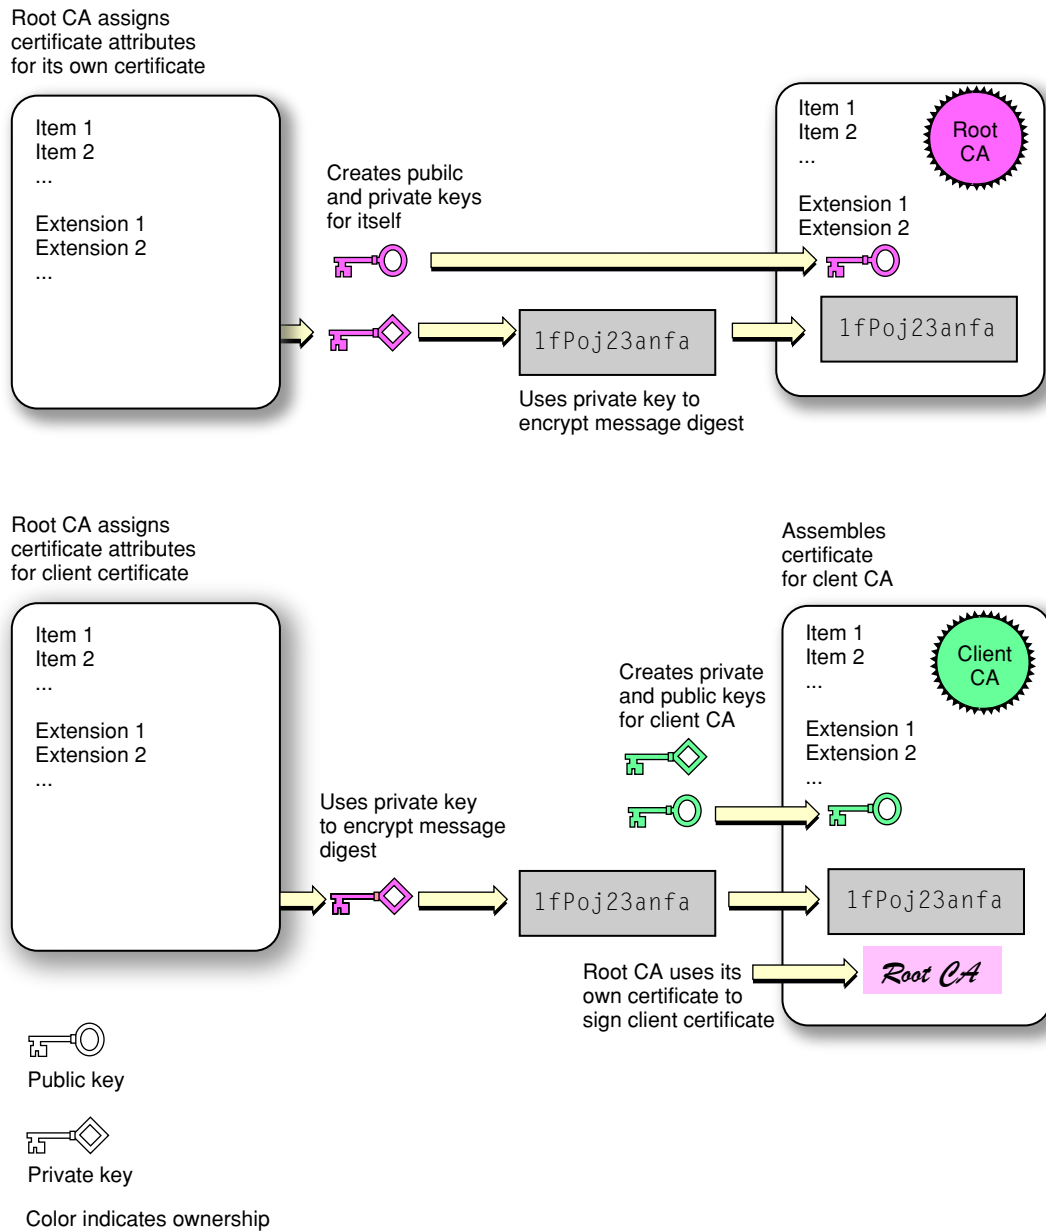 Root CA assigns
certificate attributes
for its own certificate
Item 1
Item 2
...
Extension 1
Extension 2
...
Creates pubilc
and private keys
for itself
1fPoj23anfa
Uses private key to
encrypt message digest
Item 1
Item 2
...
Extension 1
Extension 2
Root
CA
1fPoj23anfa
Root CA assigns
certificate attributes
for client certificate
Item 1
Item 2
...
Extension 1
Extension 2
...
Uses private key
to encrypt message
digest
1fPoj23anfa
Creates private
and public keys
for client CA
Assembles
certificate
for clent CA
Item 1
Item 2
...
Extension 1
Extension 2
...
Client
CA
1fPoj23anfa
Root CA uses its
own certificate to
sign client certificate
Root CA
Public key
Private key
Color indicates ownership